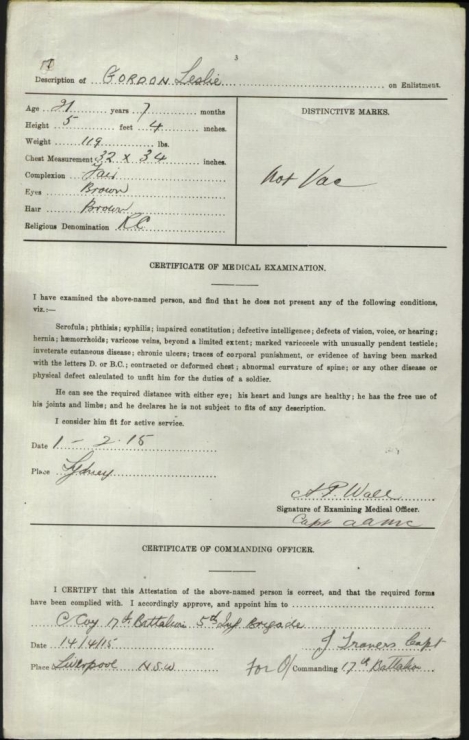 3
17
Description of GORDON Leslie on Enlistment.
Age 21 years 7 months
Height 5 feet 4 inches.
Weight 119 lbs.
Chest Measurement 32 x 34 inches.
Complexion Fair
Eyes Brown
Hair Brown
Religious Denomination RC
DISTINCTIVE MARKS.
Not Vac
CERTIFICATE OF MEDICAL EXAMINATION.
I have examined the above-named person, and find that he does not present any of the following conditions,
viz.:—
Scrofula; phthisis; syphilis; impaired constitution; defective intelligence; defects of vision, voice, or hearing;
hernia; hæmorrhoids; varicose veins, beyond a limited extent; marked varicocele with unusually pendent testicle;
inveterate cutaneous disease; chronic ulcers; traces of corporal punishment, or evidence of having been marked
with the letters D. or B.C.; contracted or deformed chest; abnormal curvature of spine; or any other disease or
physical defect calculated to unfit him for the duties of a soldier.
He can see the required distance with either eye; his heart and lungs are healthy; he has the free use of
his joints and limbs; and he declares he is not subject to fits of any description.
I consider him fit for active service.
Date 1-2-15
Place Sydney
A P. Wall
Signature of Examining Medical Officer.
Capt aamc
CERTIFICATE OF COMMANDING OFFICER.
I CERTIFY that this Attestation of the above-named person is correct, and that the required forms
have been complied with. I accordingly approve, and appoint him to
C Coy 17th Battalion 5th Inf Brigade
Date 14/4/15
J Travers Capt
Place Liverpool NSW
For O/ Commanding 17th Battalion